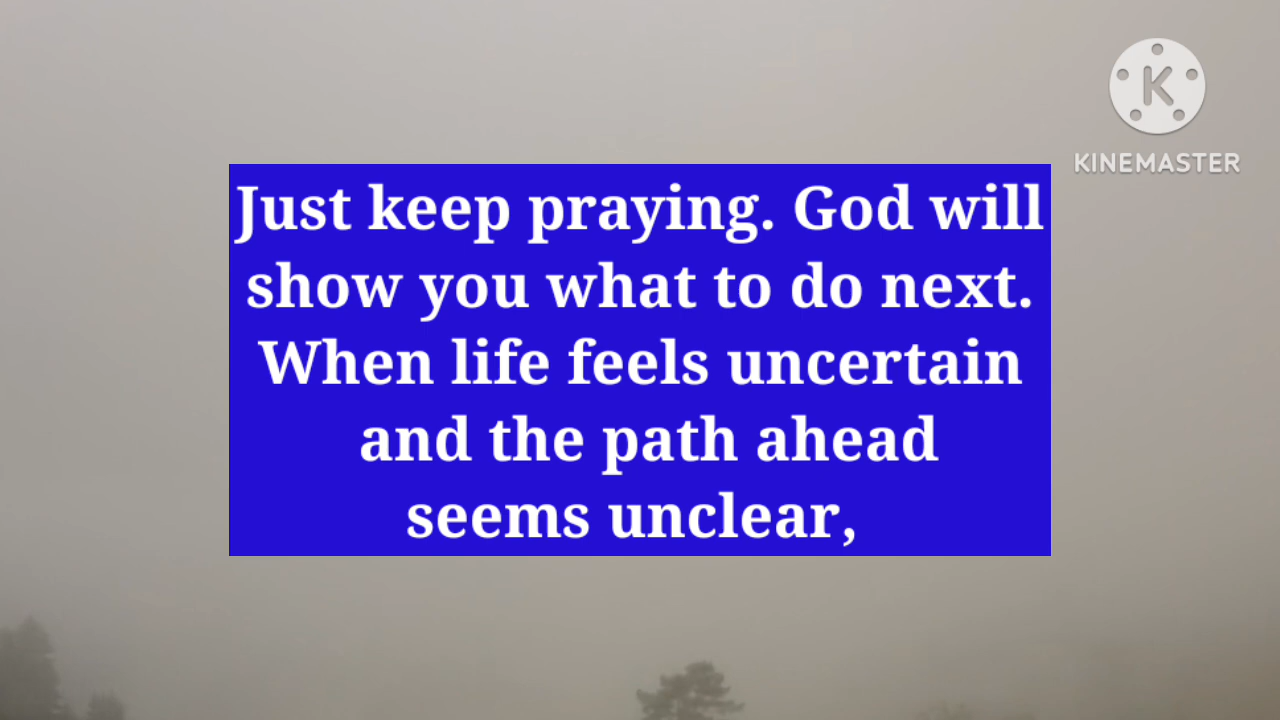 K
KINEMASTER
Just keep praying. God will
show you what to do next.
When life feels uncertain
and the path ahead
seems unclear,